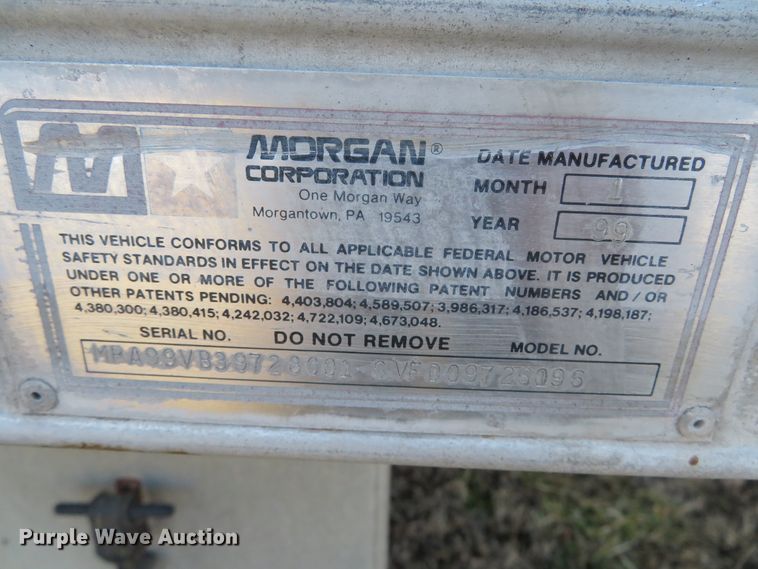 M
MORGAN®
CORPORATION
One Morgan Way
Morgantown, PA 19543
DATE MANUFACTURED
MONTH 1
YEAR 99
THIS VEHICLE CONFORMS TO ALL APPLICABLE FEDERAL MOTOR VEHICLE
SAFETY STANDARDS IN EFFECT ON THE DATE SHOWN ABOVE. IT IS PRODUCED
UNDER ONE OR MORE OF THE FOLLOWING PATENT NUMBERS AND/OR
OTHER PATENTS PENDING: 4,403,804; 4,589,507; 3,986,317; 4,186,537; 4,198,187;
4,380,300; 4,380,415; 4,242,032; 4,722,109; 4,673,048.
SERIAL NO. DO NOT REMOVE MODEL NO.
Purple Wave Auction